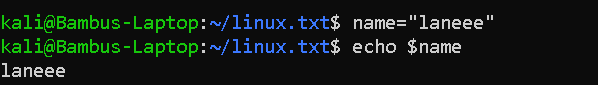 kali@Bambus-Laptop:~/linux.txt$ name="laneee"
kali@Bambus-Laptop:~/linux.txt$ echo $name
laneee